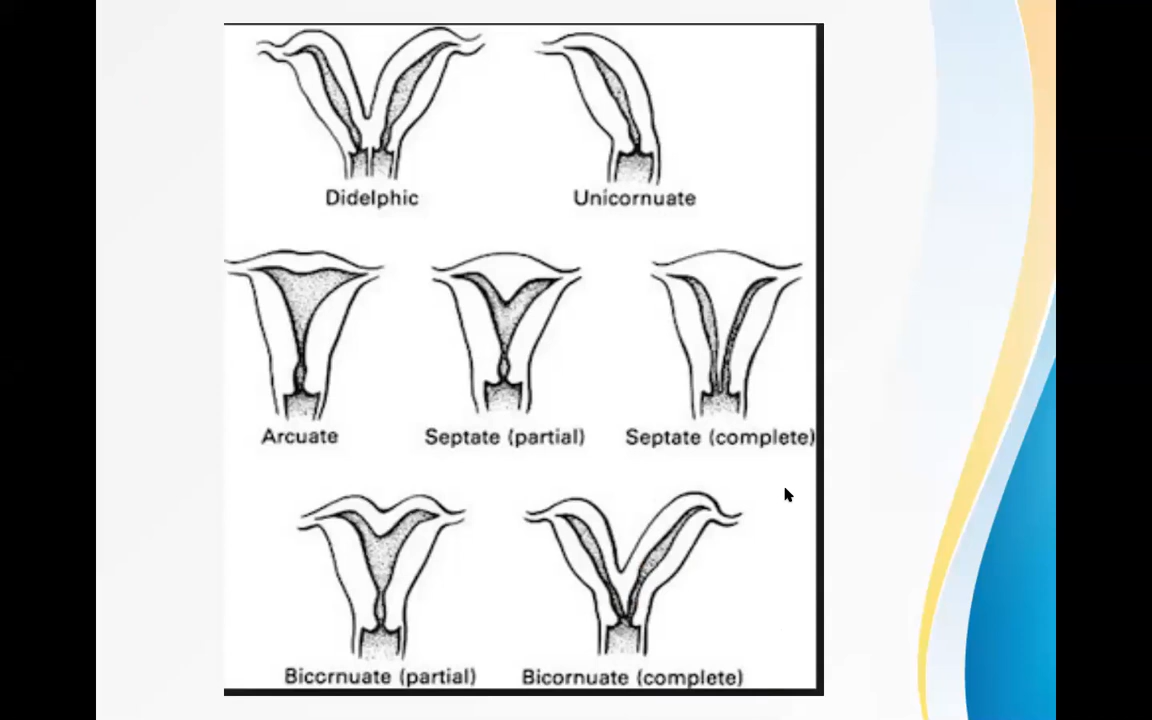 Didelphic
Unicornuate
Arcuate
Septate (partial)
Septate (complete)
Bicornuate (partial)
Bicornuate (complete)